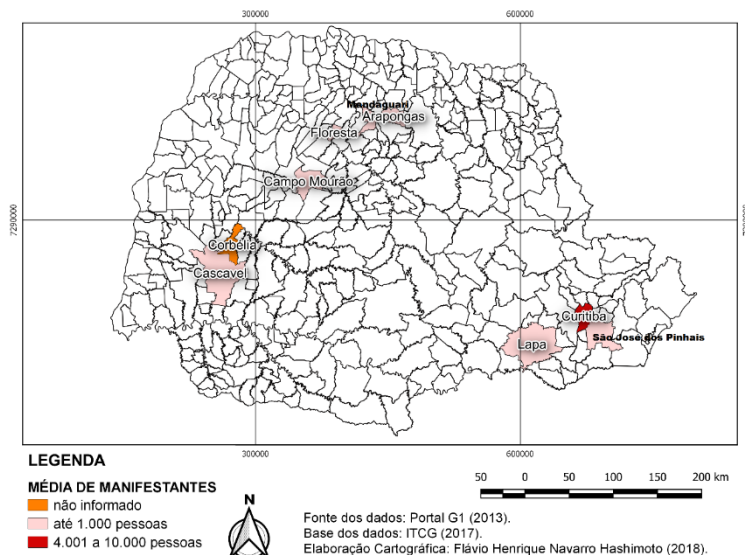 300000 600000
Mandaguari
Arapongas
Floresta
Campo Mourão
7290000 7290000
Corbélia
Cascavel
Curitiba
São José dos Pinhais
Lapa
300000 600000
LEGENDA
MÉDIA DE MANIFESTANTES
não informado
até 1.000 pessoas
4.001 a 10.000 pessoas
N
50 0 50 100 150 200 km
Fonte dos dados: Portal G1 (2013).
Base dos dados: ITCG (2017).
Elaboração Cartográfica: Flávio Henrique Navarro Hashimoto (2018).